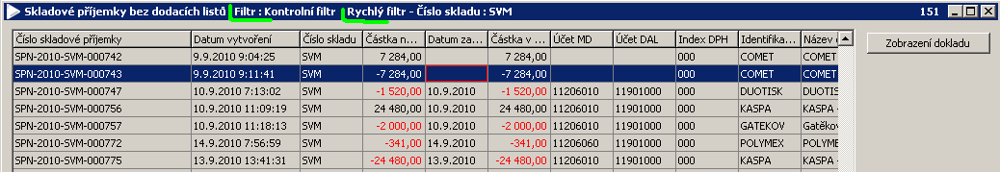 Skladové příjemky bez dodacích listů Filtr : Kontrolní filtr Rychlý filtr - Číslo skladu : SVM 151
Číslo skladové příjemky Datum vytvoření Číslo skladu Částka n... Datum za... Částka v ... Účet MD Účet DAL Index DPH Identifika... Název
SPN-2010-SVM-000742 9.9.2010 9:04:25 SVM 7 284,00 7 284,00 000 COMET COMET
SPN-2010-SVM-000743 9.9.2010 9:11:41 SVM -7 284,00 -7 284,00 000 COMET COMET
SPN-2010-SVM-000747 10.9.2010 7:13:02 SVM -1 520,00 10.9.2010 -1 520,00 11206010 11901000 000 DUOTISK DUOTIS
SPN-2010-SVM-000756 10.9.2010 11:09:19 SVM 24 480,00 10.9.2010 24 480,00 11206010 11901000 000 KASPA KASPA -
SPN-2010-SVM-000757 10.9.2010 11:18:13 SVM -2 000,00 10.9.2010 -2 000,00 11206010 11901000 000 GATEKOV Gatěko
SPN-2010-SVM-000772 14.9.2010 7:56:59 SVM -341,00 14.9.2010 -341,00 11206060 11901000 000 POLYMEX POLYME
SPN-2010-SVM-000775 13.9.2010 13:41:31 SVM -24 480,00 13.9.2010 -24 480,00 11206010 11901000 000 KASPA KASPA -
Zobrazení dokladu